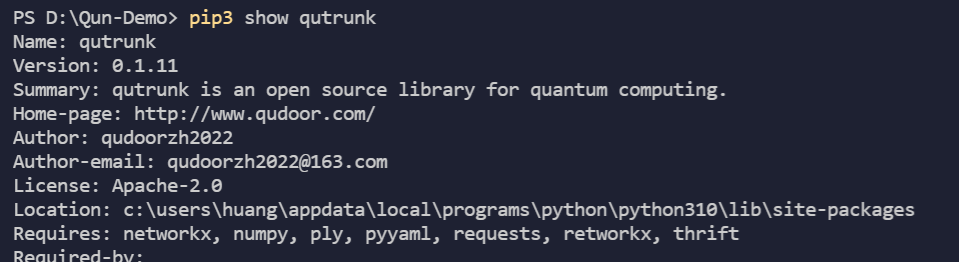 PS D:\Qun-Demo> pip3 show qutrunk
Name: qutrunk
Version: 0.1.11
Summary: qutrunk is an open source library for quantum computing.
Home-page: http://www.qudoor.com/
Author: qudoorzh2022
Author-email: qudoorzh2022@163.com
License: Apache-2.0
Location: c:\users\huang\appdata\local\programs\python\python310\lib\site-packages
Requires: networkx, numpy, ply, pyyaml, requests, retworkx, thrift
Required-by: